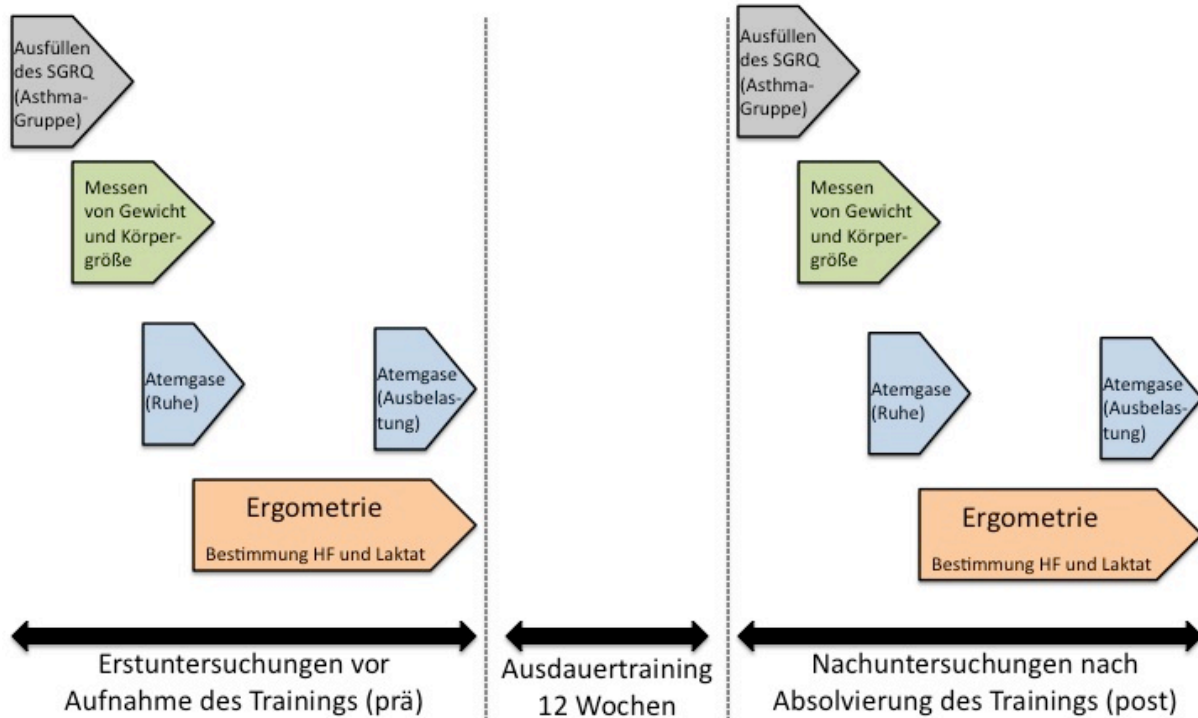 Ausfüllen
des SGRQ
(Asthma-
Gruppe)
Messen
von Gewicht
und Körper-
größe
Atemgase
(Ruhe)
Atemgase
(Ausbelas-
tung)
Ergometrie
Bestimmung HF und Laktat
Erstuntersuchungen vor
Aufnahme des Trainings (prä)
Ausdauertraining
12 Wochen
Ausfüllen
des SGRQ
(Asthma-
Gruppe)
Messen
von Gewicht
und Körper-
größe
Atemgase
(Ruhe)
Atemgase
(Ausbelas-
tung)
Ergometrie
Bestimmung HF und Laktat
Nachuntersuchungen nach
Absolvierung des Trainings (post)